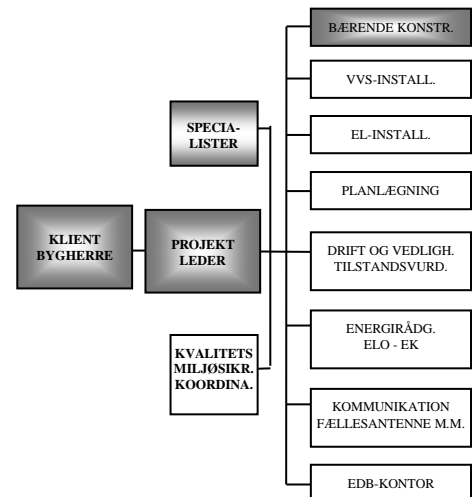 BÆRENDE KONSTR.
VVS-INSTALL.
SPECIA-
LISTER
EL-INSTALL.
PLANLÆGNING
KLIENT
BYGHERRE
PROJEKT
LEDER
DRIFT OG VEDLIGH.
TILSTANDSVURD.
ENERGIRÅDG.
ELO - EK
KVALITETS
MILJØSIKR.
KOORDINA.
KOMMUNIKATION
FÆLLESANTENNE M.M.
EDB-KONTOR